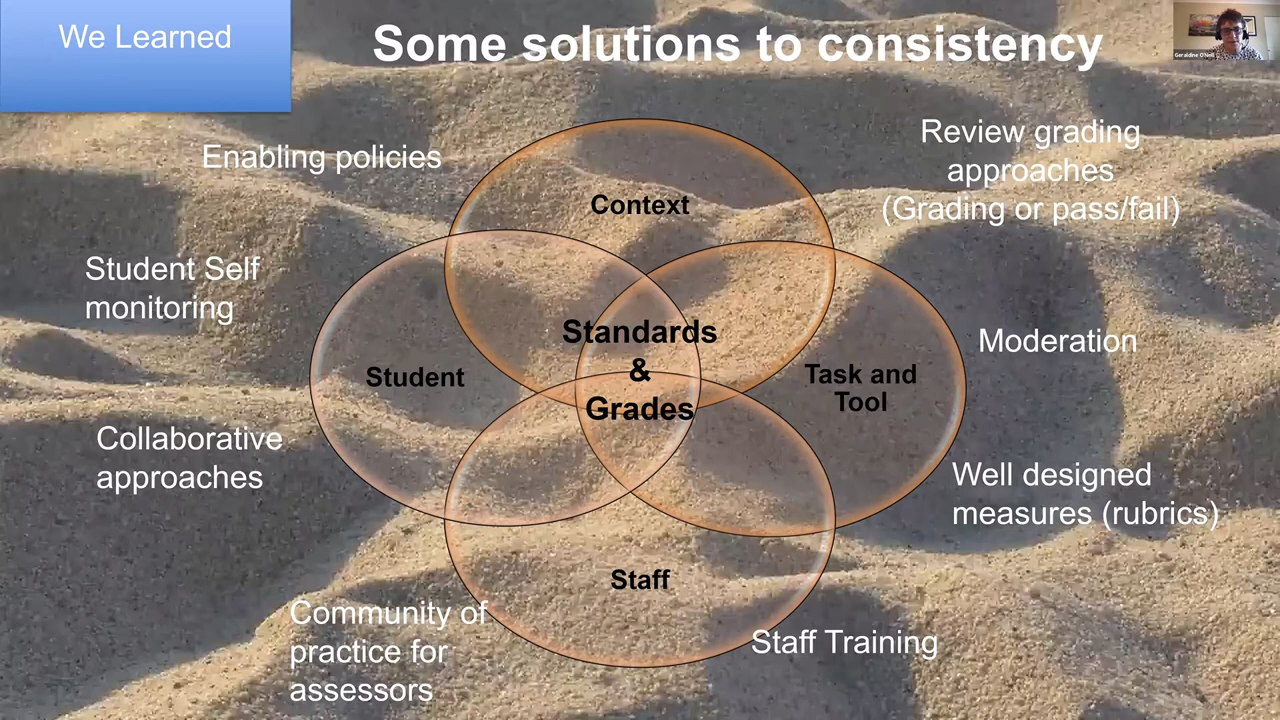 We Learned
Some solutions to consistency
Enabling policies
Review grading
approaches
(Grading or pass/fail)
Context
Student Self
monitoring
Standards
&
Grades
Student
Task and
Tool
Moderation
Collaborative
approaches
Well designed
measures (rubrics)
Staff
Community of
practice for
assessors
Staff Training